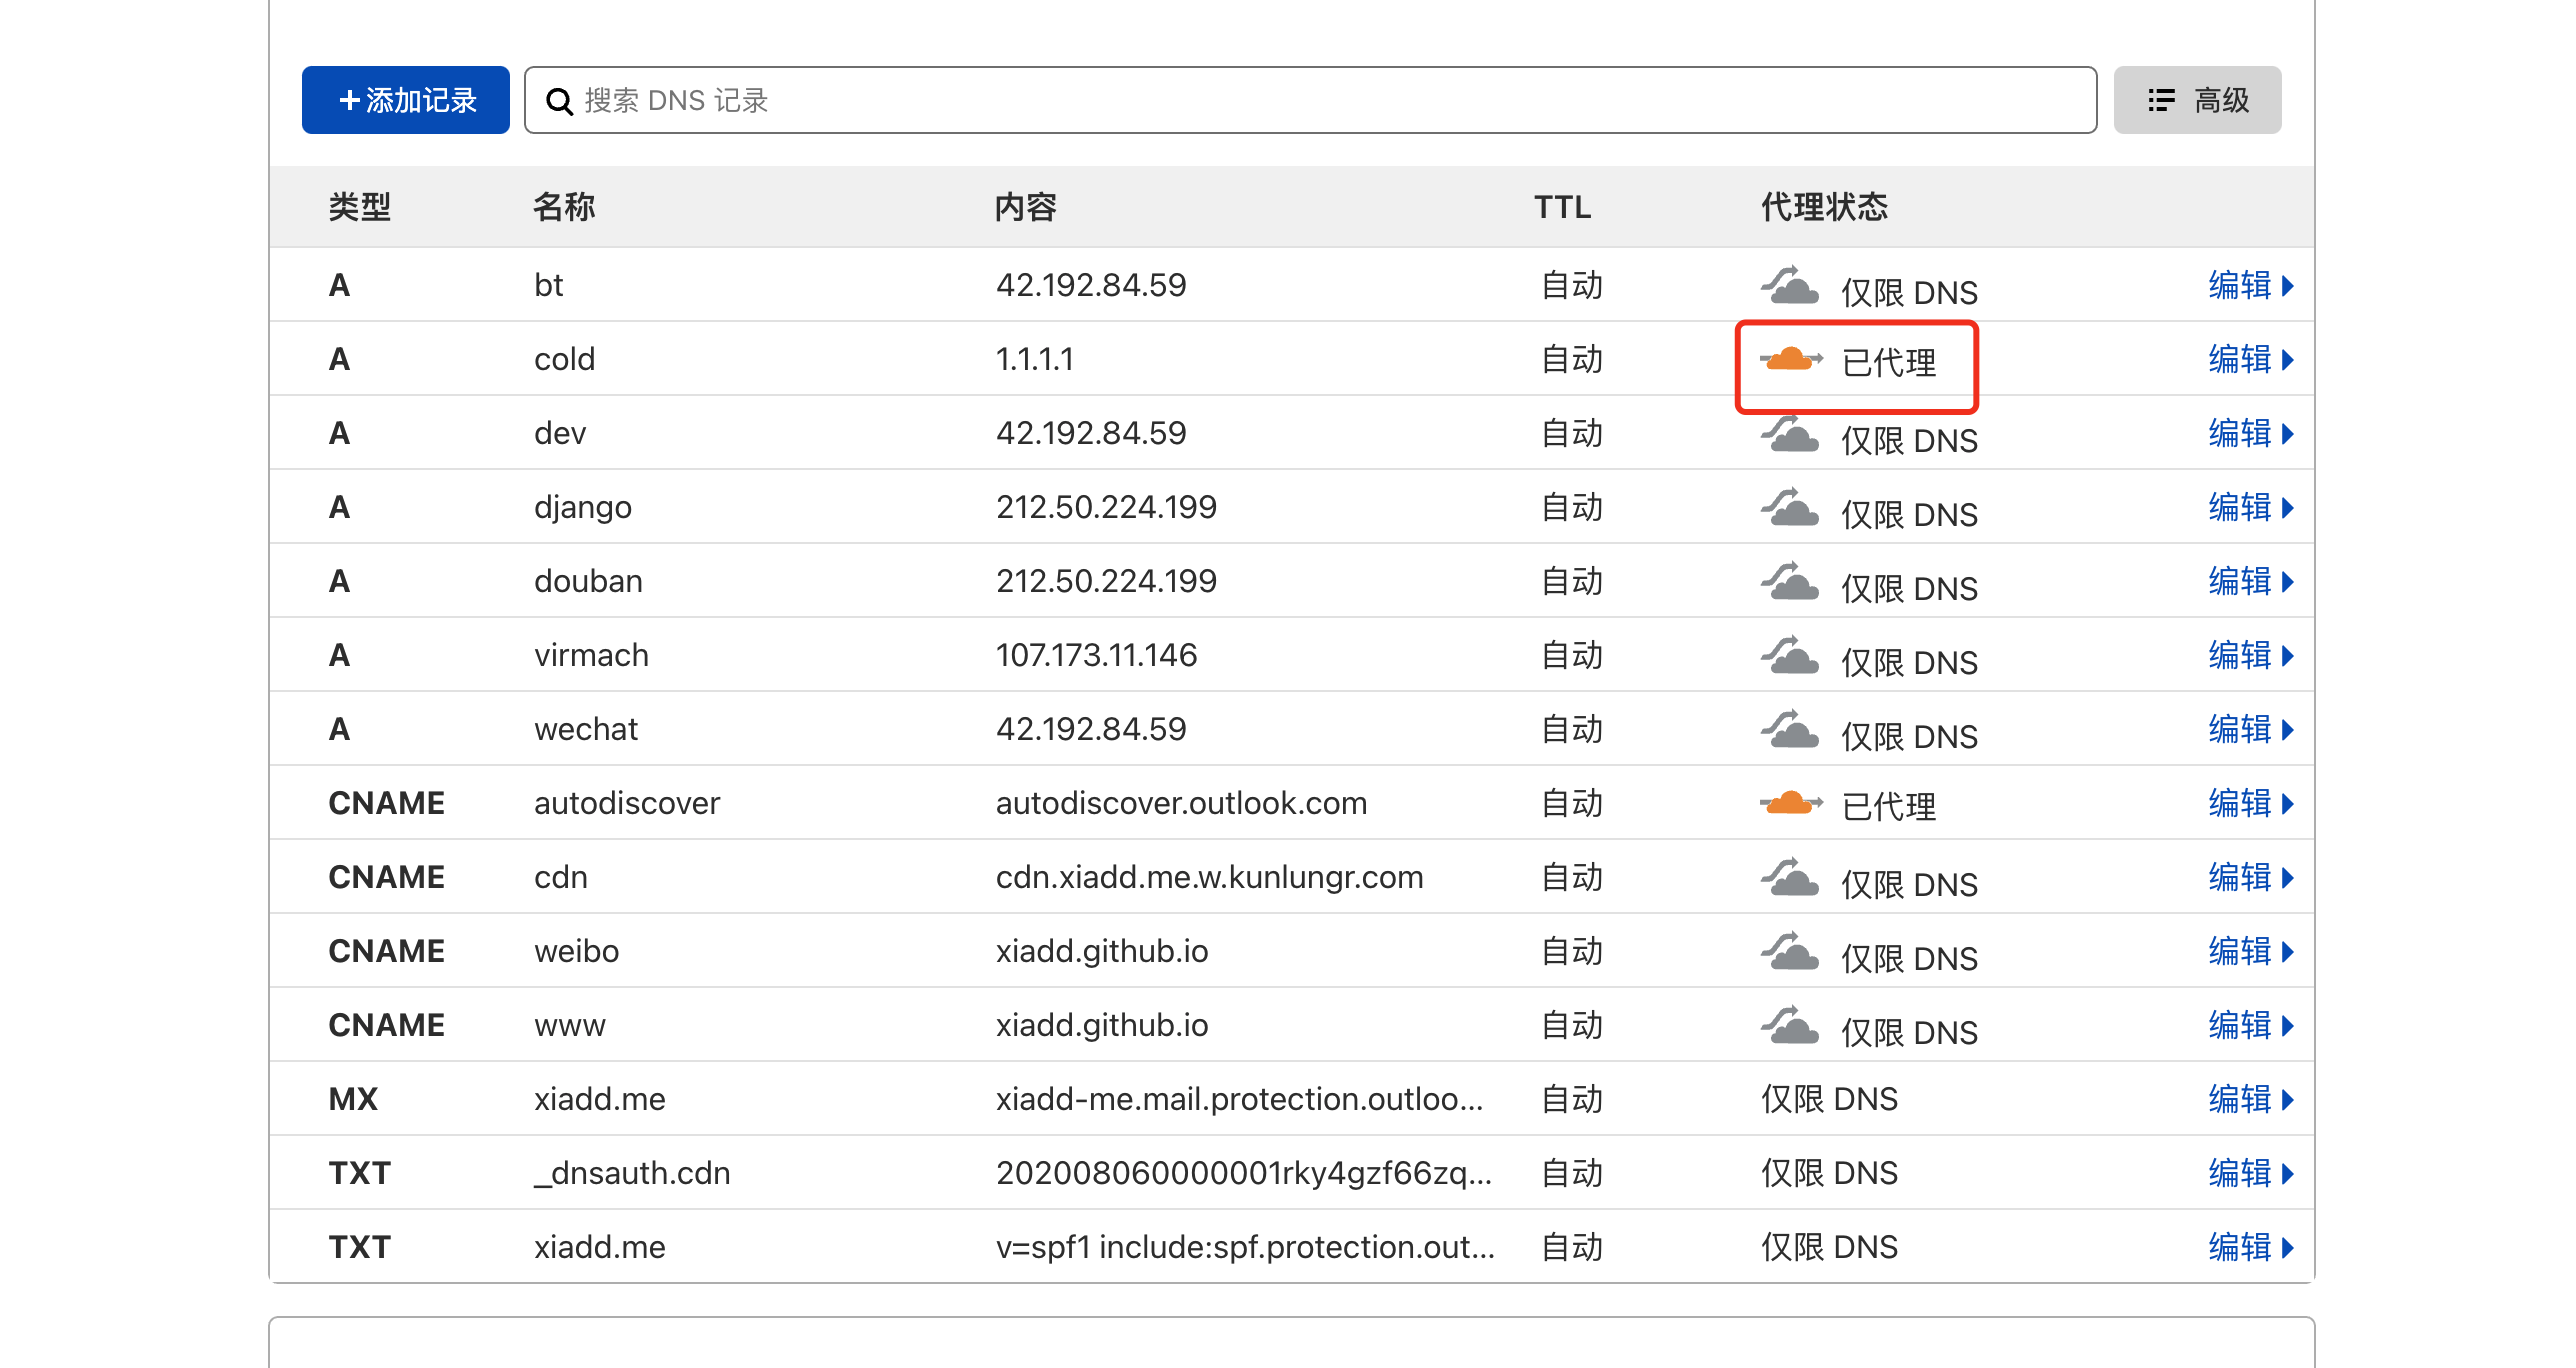 添加记录 搜索 DNS 记录 高级
类型 名称 内容 TTL 代理状态
A bt 42.192.84.59 自动 仅限 DNS 编辑
A cold 1.1.1.1 自动 已代理 编辑
A dev 42.192.84.59 自动 仅限 DNS 编辑
A django 212.50.224.199 自动 仅限 DNS 编辑
A douban 212.50.224.199 自动 仅限 DNS 编辑
A virmach 107.173.11.146 自动 仅限 DNS 编辑
A wechat 42.192.84.59 自动 仅限 DNS 编辑
CNAME autodiscover autodiscover.outlook.com 自动 已代理 编辑
CNAME cdn cdn.xiadd.me.w.kunlungr.com 自动 仅限 DNS 编辑
CNAME weibo xiadd.github.io 自动 仅限 DNS 编辑
CNAME www xiadd.github.io 自动 仅限 DNS 编辑
MX xiadd.me xiadd-me.mail.protection.outloo... 自动 仅限 DNS 编辑
TXT _dnsauth.cdn 202008060000001rky4gzf66zq... 自动 仅限 DNS 编辑
TXT xiadd.me v=spf1 include:spf.protection.out... 自动 仅限 DNS 编辑